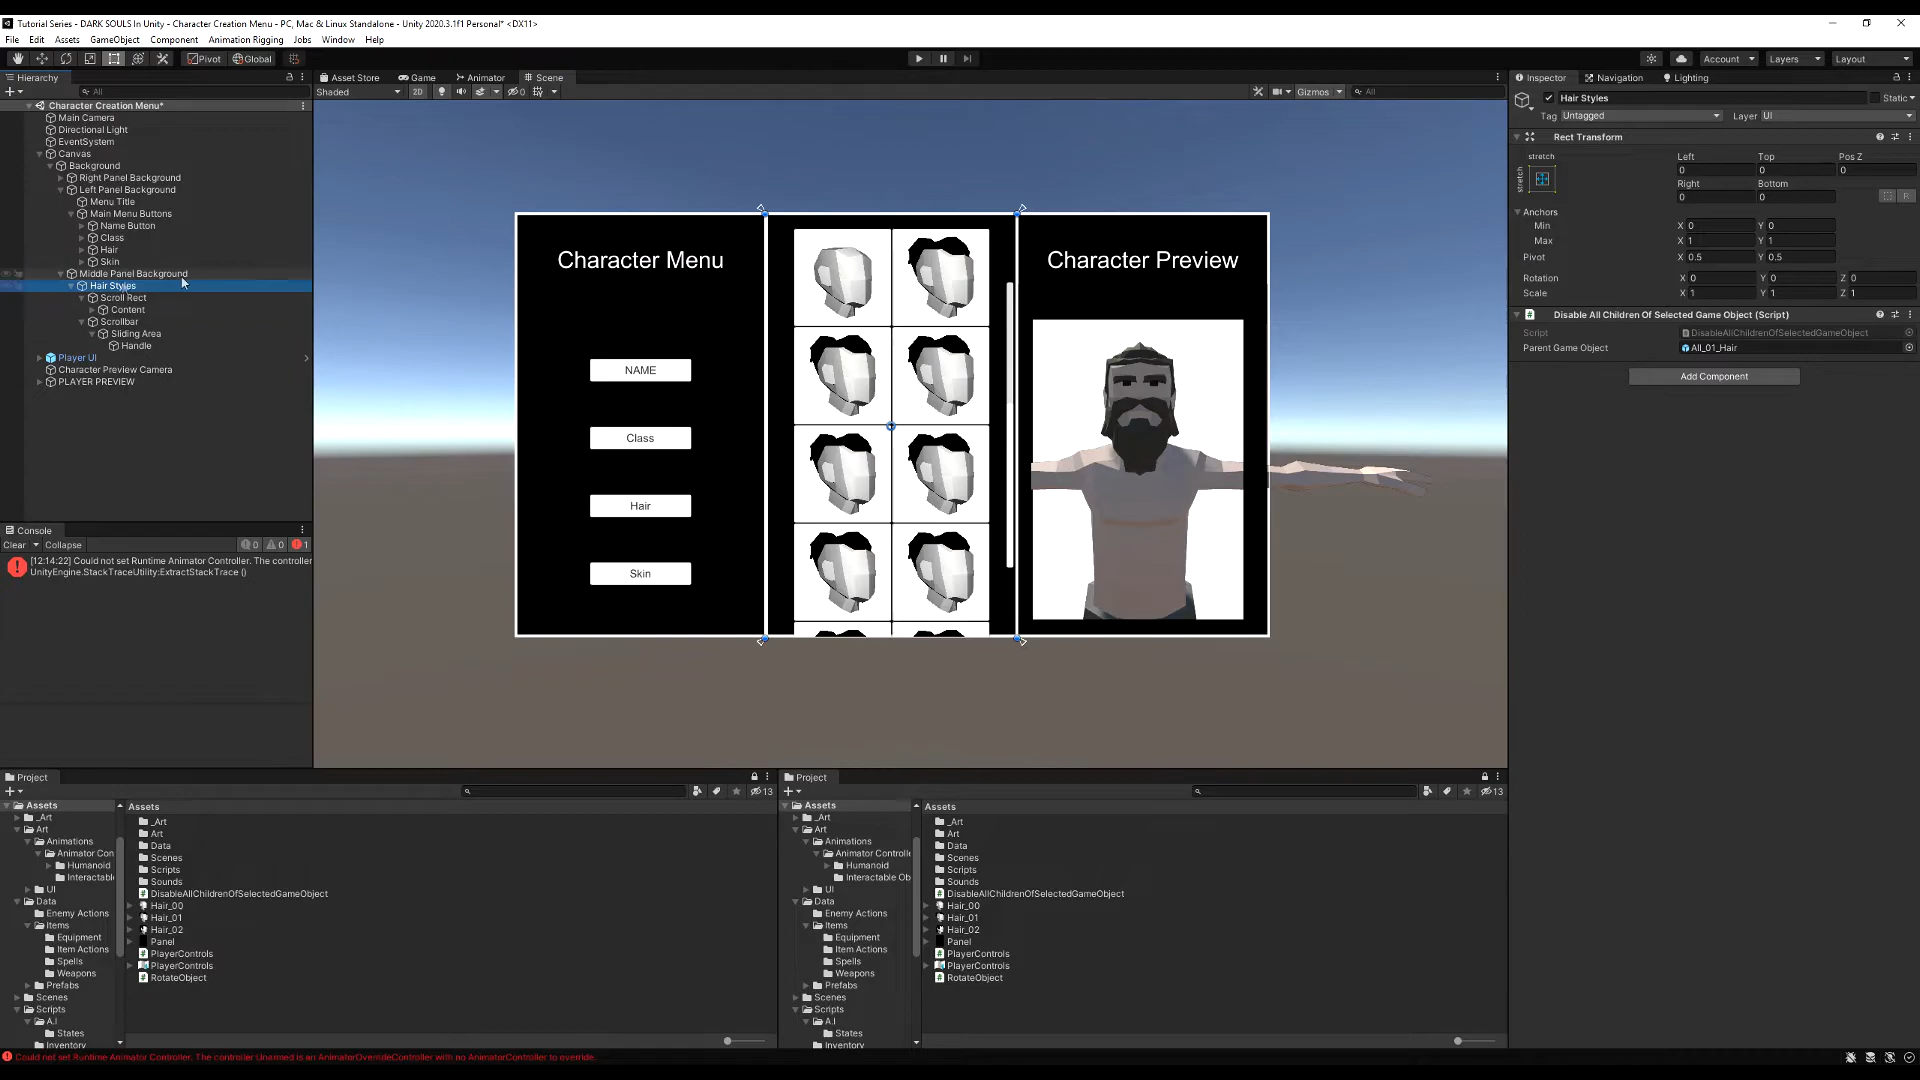 Tutorial Series - DARK SOULS In Unity - Character Creation Menu - PC, Mac & Linux Standalone - Unity 2020.3.1f1 Personal* <DX11>
File Edit Assets GameObject Component Animation Rigging Jobs Window Help
Pivot Global Account Layers Layout
Hierarchy
All
Character Creation Menu*
Main Camera
Directional Light
EventSystem
Canvas
Background
Right Panel Background
Left Panel Background
Menu Title
Main Menu Buttons
Name Button
Class
Hair
Skin
Middle Panel Background
Hair Styles
Scroll Rect
Content
Scrollbar
Sliding Area
Handle
Player UI
Character Preview Camera
PLAYER PREVIEW
Console
Clear Collapse 0 0 1
[12:14:22] Could not set Runtime Animator Controller. The controller
UnityEngine.StackTraceUtility:ExtractStackTrace ()
Asset Store Game Animator Scene
Shaded 2D 0 Gizmos All
Character Menu
NAME
Class
Hair
Skin
Character Preview
Inspector Navigation Lighting
Hair Styles Static
Tag Untagged Layer UI
Rect Transform
stretch
stretch
Left Top Pos Z
0 0 0
Right Bottom
0 0 R
Anchors
Min X 0 Y 0
Max X 1 Y 1
Pivot X 0.5 Y 0.5
Rotation X 0 Y 0 Z 0
Scale X 1 Y 1 Z 1
Disable All Children Of Selected Game Object (Script)
Script DisableAllChildrenOfSelectedGameObject
Parent Game Object All_01_Hair
Add Component
Project
13
Assets
_Art
Art
Animations
Animator Con
Humanoid
Interactabl
UI
Data
Enemy Actions
Items
Equipment
Item Actions
Spells
Weapons
Prefabs
Scenes
Scripts
A.I
States
Inventory
Assets
_Art
Art
Data
Scenes
Scripts
Sounds
DisableAllChildrenOfSelectedGameObject
Hair_00
Hair_01
Hair_02
Panel
PlayerControls
PlayerControls
RotateObject
Project
13
Assets
_Art
Art
Animations
Animator Controlle
Humanoid
Interactable Ob
UI
Data
Enemy Actions
Items
Equipment
Item Actions
Spells
Weapons
Prefabs
Scenes
Scripts
A.I
States
Inventory
Assets
_Art
Art
Data
Scenes
Scripts
Sounds
DisableAllChildrenOfSelectedGameObject
Hair_00
Hair_01
Hair_02
Panel
PlayerControls
PlayerControls
RotateObject
Could not set Runtime Animator Controller. The controller Unarmed is an AnimatorOverrideController with no AnimatorController to override.